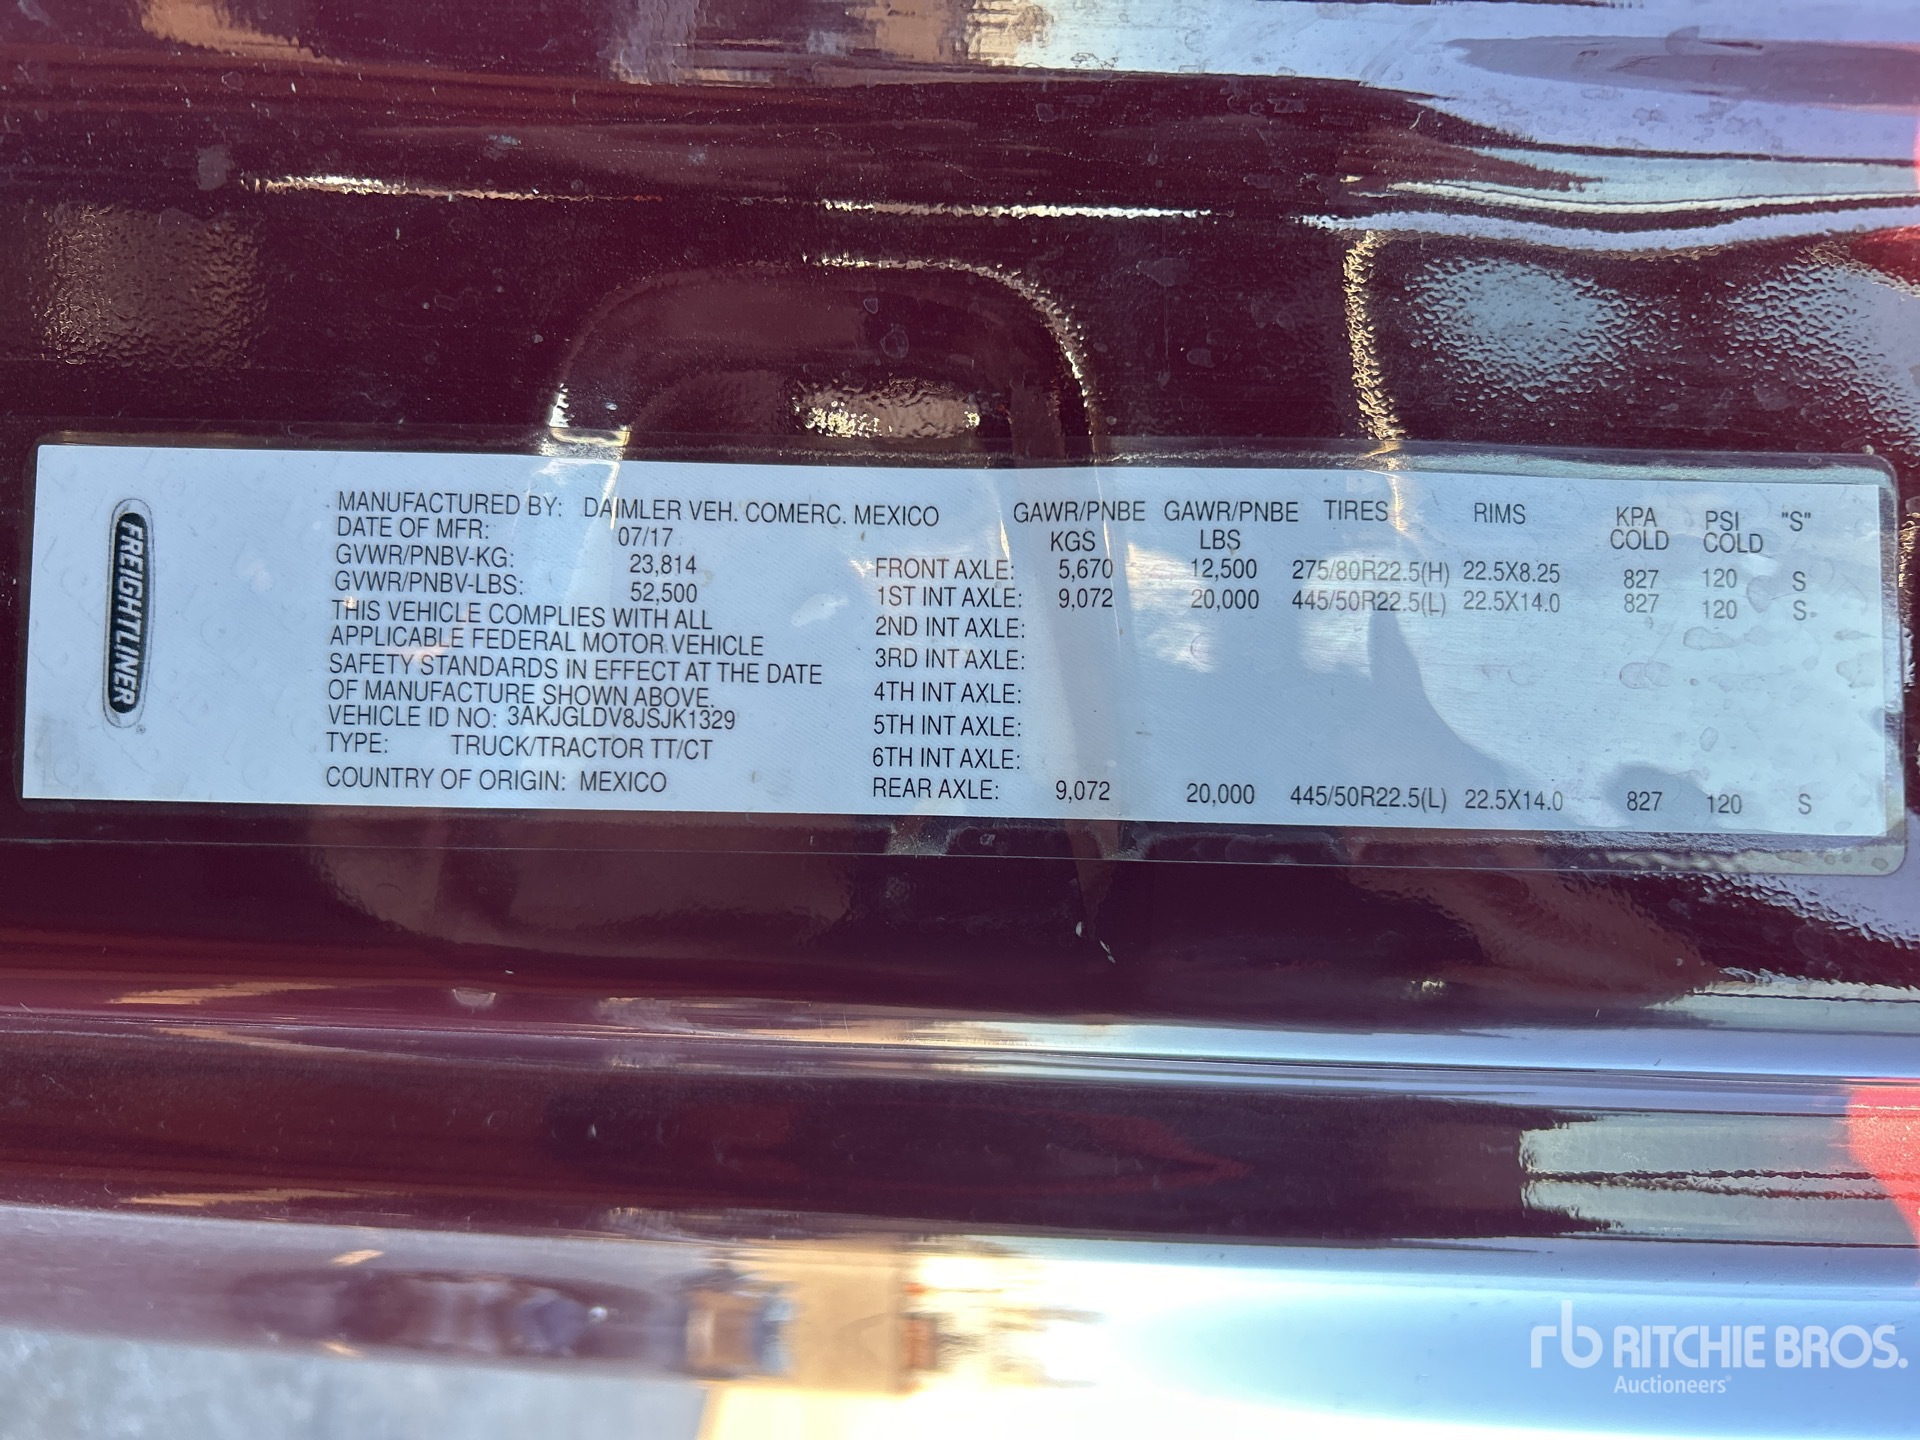 FREIGHTLINER
®
MANUFACTURED BY: DAIMLER VEH. COMERC. MEXICO
DATE OF MFR: 07/17
GVWR/PNBV-KG: 23,814
GVWR/PNBV-LBS: 52,500
THIS VEHICLE COMPLIES WITH ALL
APPLICABLE FEDERAL MOTOR VEHICLE
SAFETY STANDARDS IN EFFECT AT THE DATE
OF MANUFACTURE SHOWN ABOVE.
VEHICLE ID NO: 3AKJGLDV8JSJK1329
TYPE: TRUCK/TRACTOR TT/CT
COUNTRY OF ORIGIN: MEXICO
GAWR/PNBE GAWR/PNBE TIRES RIMS KPA PSI "S"
KGS LBS COLD COLD
FRONT AXLE: 5,670 12,500 275/80R22.5(H) 22.5X8.25 827 120 S
1ST INT AXLE: 9,072 20,000 445/50R22.5(L) 22.5X14.0 827 120 S
2ND INT AXLE:
3RD INT AXLE:
4TH INT AXLE:
5TH INT AXLE:
6TH INT AXLE:
REAR AXLE: 9,072 20,000 445/50R22.5(L) 22.5X14.0 827 120 S
rb RITCHIE BROS.
Auctioneers